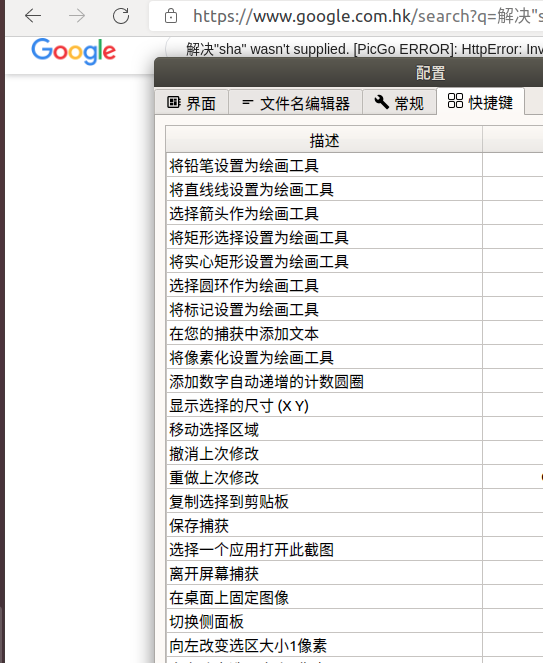 https://www.google.com.hk/search?q=解决"s
Google
解决"sha" wasn't supplied. [PicGo ERROR]: HttpError: Inv
配置
界面 文件名编辑器 常规 快捷键
描述
将铅笔设置为绘画工具
将直线线设置为绘画工具
选择箭头作为绘画工具
将矩形选择设置为绘画工具
将实心矩形设置为绘画工具
选择圆环作为绘画工具
将标记设置为绘画工具
在您的捕获中添加文本
将像素化设置为绘画工具
添加数字自动递增的计数圆圈
显示选择的尺寸 (X Y)
移动选择区域
撤消上次修改
重做上次修改
复制选择到剪贴板
保存捕获
选择一个应用打开此截图
离开屏幕捕获
在桌面上固定图像
切换侧面板
向左改变选区大小1像素